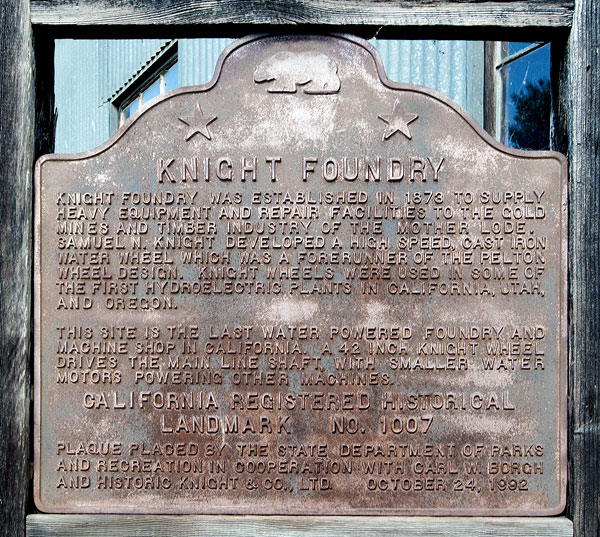 KNIGHT FOUNDRY
KNIGHT FOUNDRY WAS ESTABLISHED IN 1873 TO SUPPLY
HEAVY EQUIPMENT AND REPAIR FACILITIES TO THE GOLD
MINES AND TIMBER INDUSTRY OF THE MOTHER LODE.
SAMUEL N. KNIGHT DEVELOPED A HIGH SPEED, CAST IRON
WATER WHEEL WHICH WAS A FORERUNNER OF THE PELTON
WHEEL DESIGN. KNIGHT WHEELS WERE USED IN SOME OF
THE FIRST HYDROELECTRIC PLANTS IN CALIFORNIA, UTAH,
AND OREGON.
THIS SITE IS THE LAST WATER POWERED FOUNDRY AND
MACHINE SHOP IN CALIFORNIA. A 42 INCH KNIGHT WHEEL
DRIVES THE MAIN LINE SHAFT, WITH SMALLER WATER
MOTORS POWERING OTHER MACHINES.
CALIFORNIA REGISTERED HISTORICAL
LANDMARK NO. 1007
PLAQUE PLACED BY THE STATE DEPARTMENT OF PARKS
AND RECREATION IN COOPERATION WITH CARL W. BORGH
AND HISTORIC KNIGHT & CO., LTD. OCTOBER 24, 1992